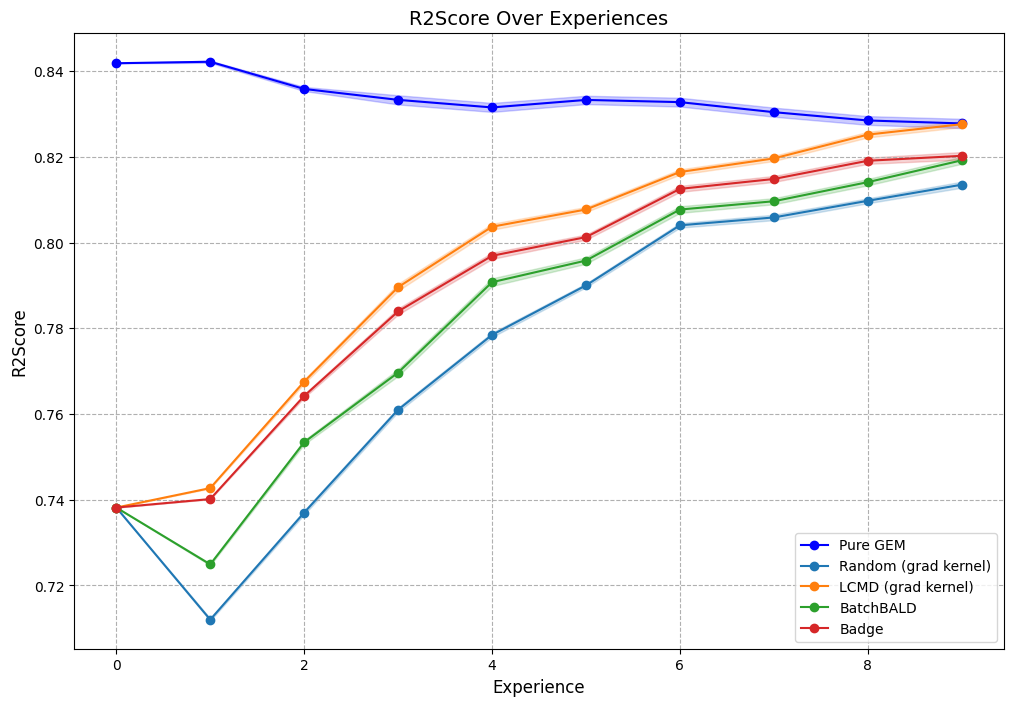 R2Score Over Experiences
R2Score
0.84
0.82
0.80
0.78
0.76
0.74
0.72
0
2
4
6
8
Experience
Pure GEM
Random (grad kernel)
LCMD (grad kernel)
BatchBALD
Badge